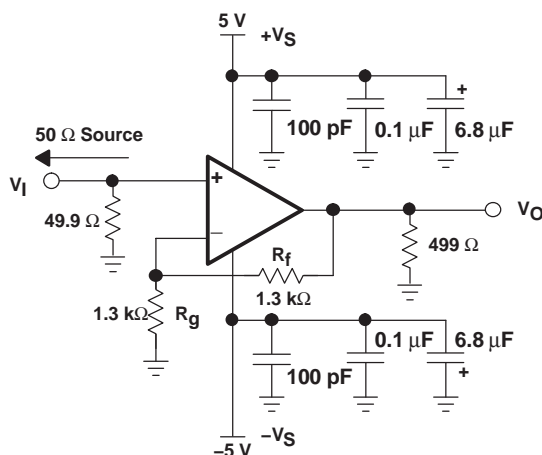 5 V
+VS
+
100 pF
0.1 µF
6.8 µF
50 Ω Source
VI
+
49.9 Ω
−
VO
Rf
499 Ω
1.3 kΩ
1.3 kΩ
Rg
0.1 µF
6.8 µF
100 pF
+
−VS
−5 V